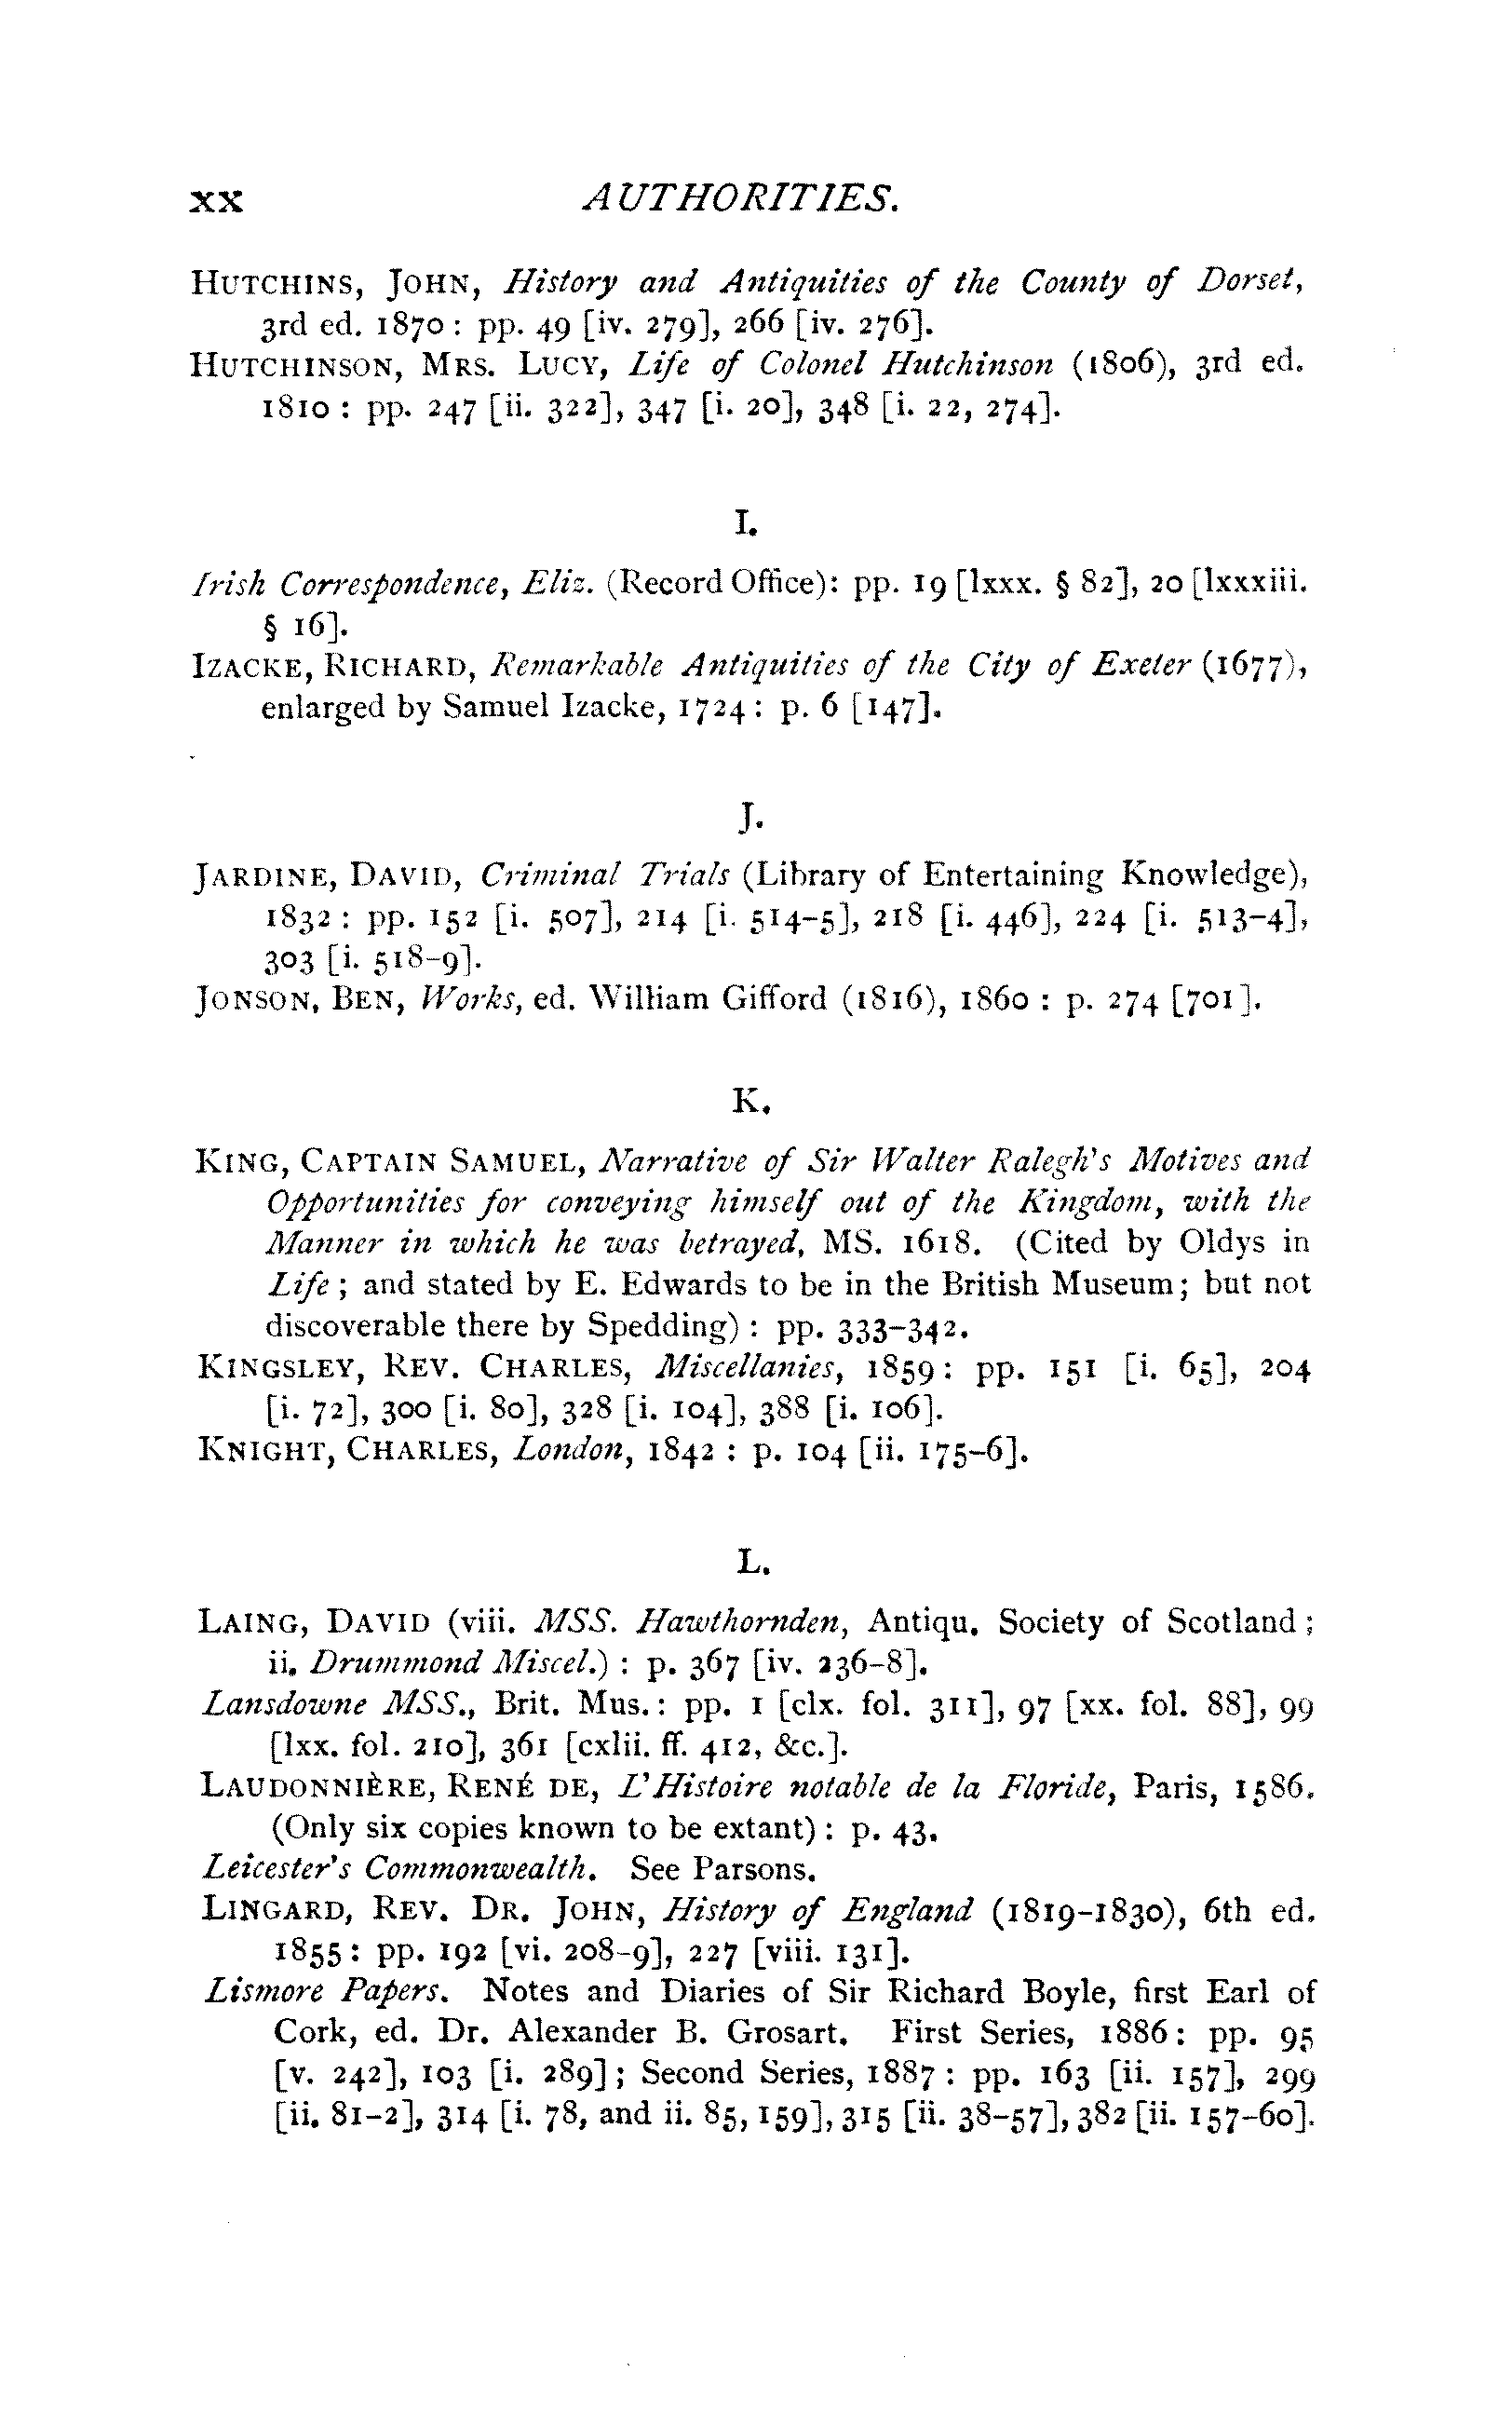 xx AUTHORITIES.
HUTCHINS, JOHN, History and Antiquities of the County of Dorset,
3rd ed. 1870 : pp. 49 [iv. 279], 266 [iv. 276].
HUTCHINSON, MRS. LUCY, Life of Colonel Hutchinson (1806), 3rd ed.
1810 : pp. 247 [ii. 322], 347 [i. 20], 348 [i. 22, 274].
I.
Irish Correspondence, Eliz. (Record Office): pp. 19 [lxxx. § 82], 20 [lxxxiii.
§ 16].
IZACKE, RICHARD, Remarkable Antiquities of the City of Exeter (1677),
enlarged by Samuel Izacke, 1724 : p. 6 [147].
J.
JARDINE, DAVID, Criminal Trials (Library of Entertaining Knowledge),
1832 : pp. 152 [i. 507], 214 [i. 514–5], 218 [i. 446], 224 [i. 513–4],
303 [i. 518–9].
JONSON, BEN, Works, ed. William Gifford (1816), 1860 : p. 274 [701].
K.
KING, CAPTAIN SAMUEL, Narrative of Sir Walter Ralegh's Motives and
Opportunities for conveying himself out of the Kingdom, with the
Manner in which he was betrayed, MS. 1618. (Cited by Oldys in
Life ; and stated by E. Edwards to be in the British Museum; but not
discoverable there by Spedding) : pp. 333–342.
KINGSLEY, REV. CHARLES, Miscellanies, 1859 : pp. 151 [i. 65], 204
[i. 72], 300 [i. 80], 328 [i. 104], 388 [i. 106].
KNIGHT, CHARLES, London, 1842 : p. 104 [ii. 175–6].
L.
LAING, DAVID (viii. MSS. Hawthornden, Antiqu. Society of Scotland ;
ii. Drummond Miscel.) : p. 367 [iv. 236–8].
Lansdowne MSS., Brit. Mus. : pp. 1 [clx. fol. 311], 97 [xx. fol. 88], 99
[lxx. fol. 210], 361 [cxlii. ff. 412, &c.].
LAUDONNIÈRE, RENÉ DE, L'Histoire notable de la Floride, Paris, 1586.
(Only six copies known to be extant) : p. 43.
Leicester's Commonwealth. See Parsons.
LINGARD, REV. DR. JOHN, History of England (1819–1830), 6th ed.
1855 : pp. 192 [vi. 208–9], 227 [viii. 131].
Lismore Papers. Notes and Diaries of Sir Richard Boyle, first Earl of
Cork, ed. Dr. Alexander B. Grosart. First Series, 1886 : pp. 95
[v. 242], 103 [i. 289] ; Second Series, 1887 : pp. 163 [ii. 157], 299
[ii. 81–2], 314 [i. 78, and ii. 85, 159], 315 [ii. 38–57], 382 [ii. 157–60].